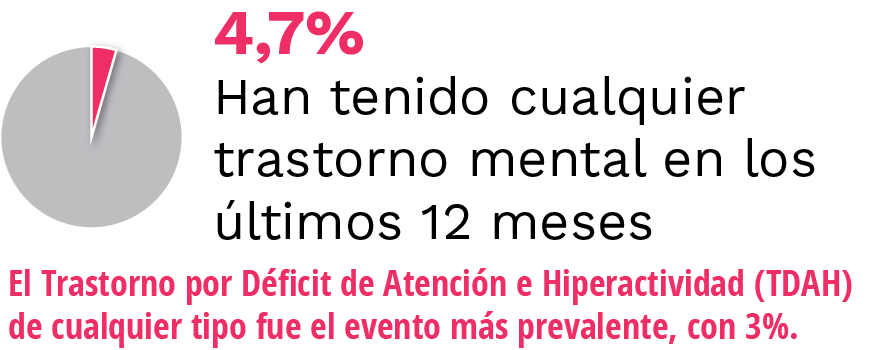 4,7%
Han tenido cualquier
trastorno mental en los
últimos 12 meses
El Trastorno por Déficit de Atención e Hiperactividad (TDAH)
de cualquier tipo fue el evento más prevalente, con 3%.